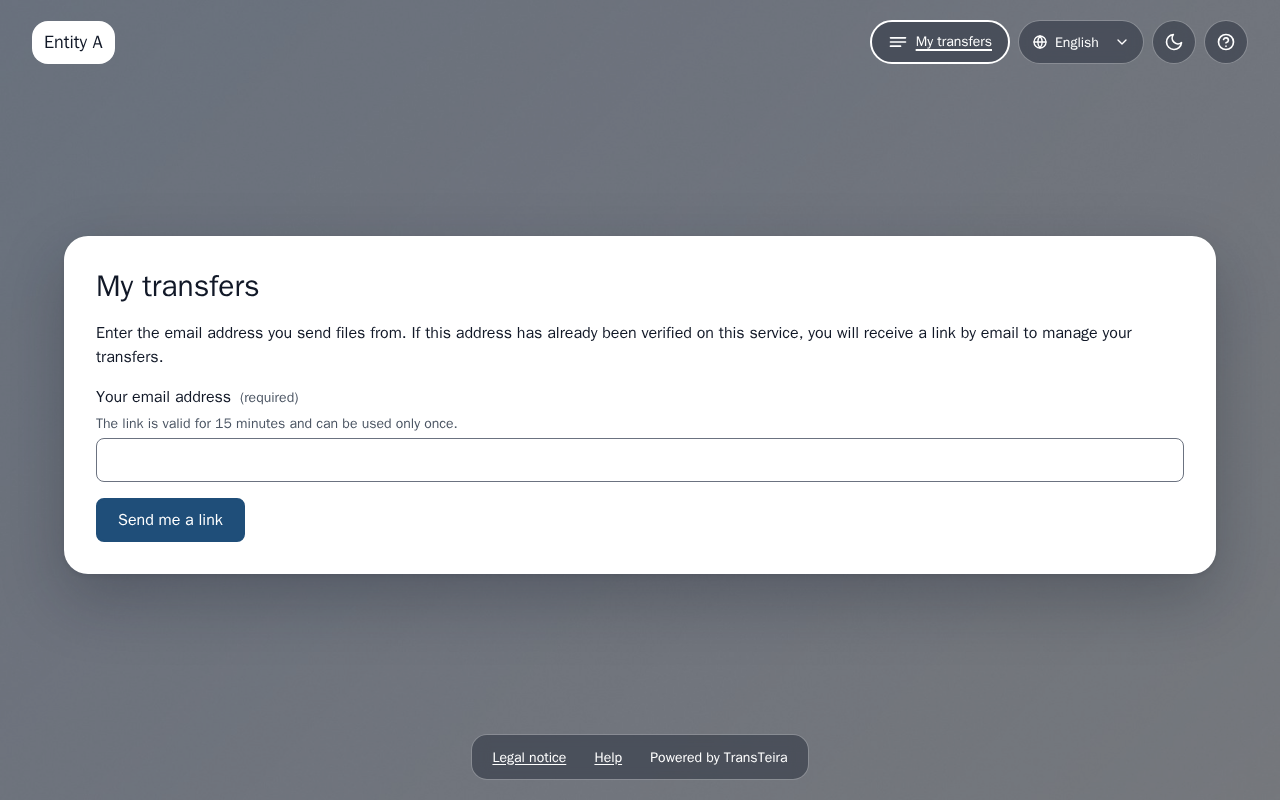 Entity A
My transfers
English
My transfers
Enter the email address you send files from. If this address has already been verified on this service, you will receive a link by email to manage your
transfers.
Your email address (required)
The link is valid for 15 minutes and can be used only once.
Send me a link
Legal notice
Help
Powered by TransTeira